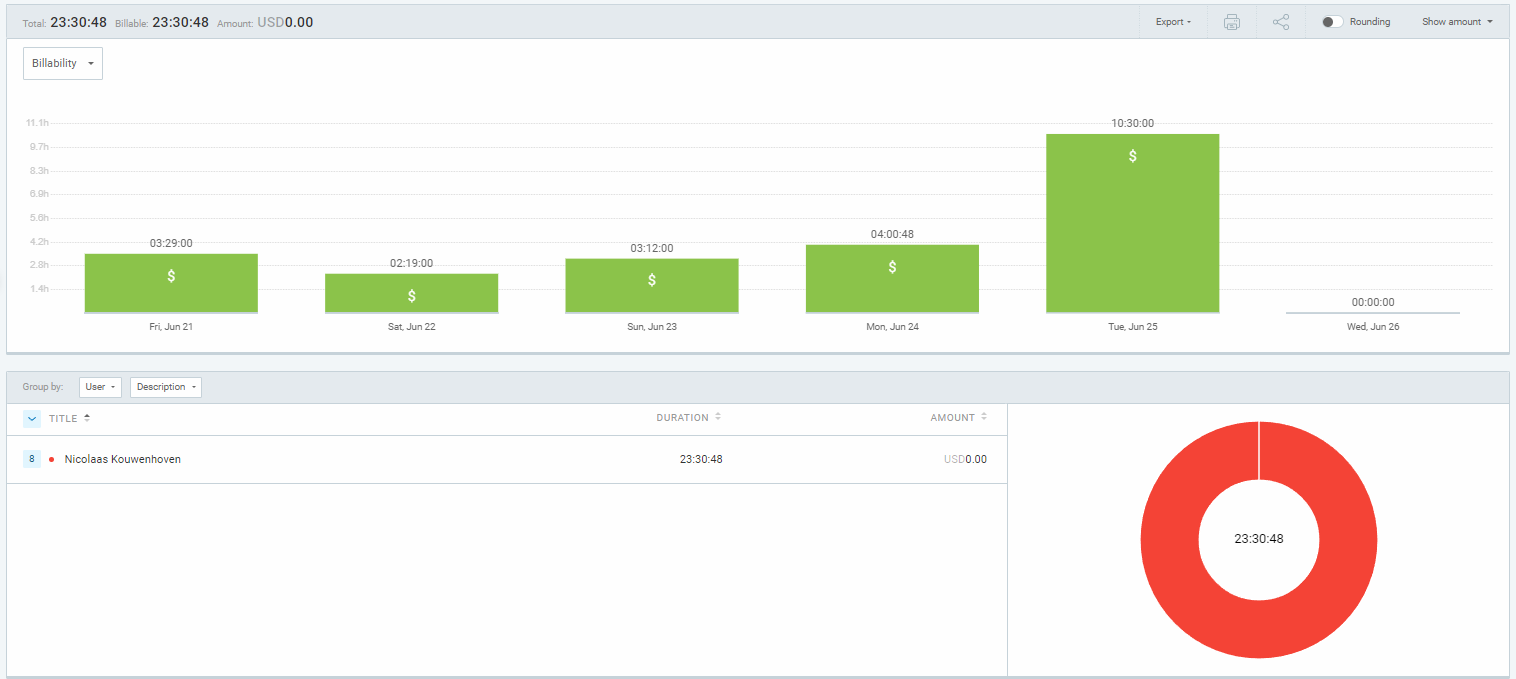 Total: 23:30:48 Billable: 23:30:48 Amount: USD0.00 Export Rounding Show amount
Billability
11.1h
9.7h
8.3h
6.9h
5.6h
4.2h
2.8h
1.4h
03:29:00
$
Fri, Jun 21
02:19:00
$
Sat, Jun 22
03:12:00
$
Sun, Jun 23
04:00:48
$
Mon, Jun 24
10:30:00
$
Tue, Jun 25
00:00:00
Wed, Jun 26
Group by: User Description
TITLE DURATION AMOUNT
8 Nicolaas Kouwenhoven 23:30:48 USD0.00
23:30:48